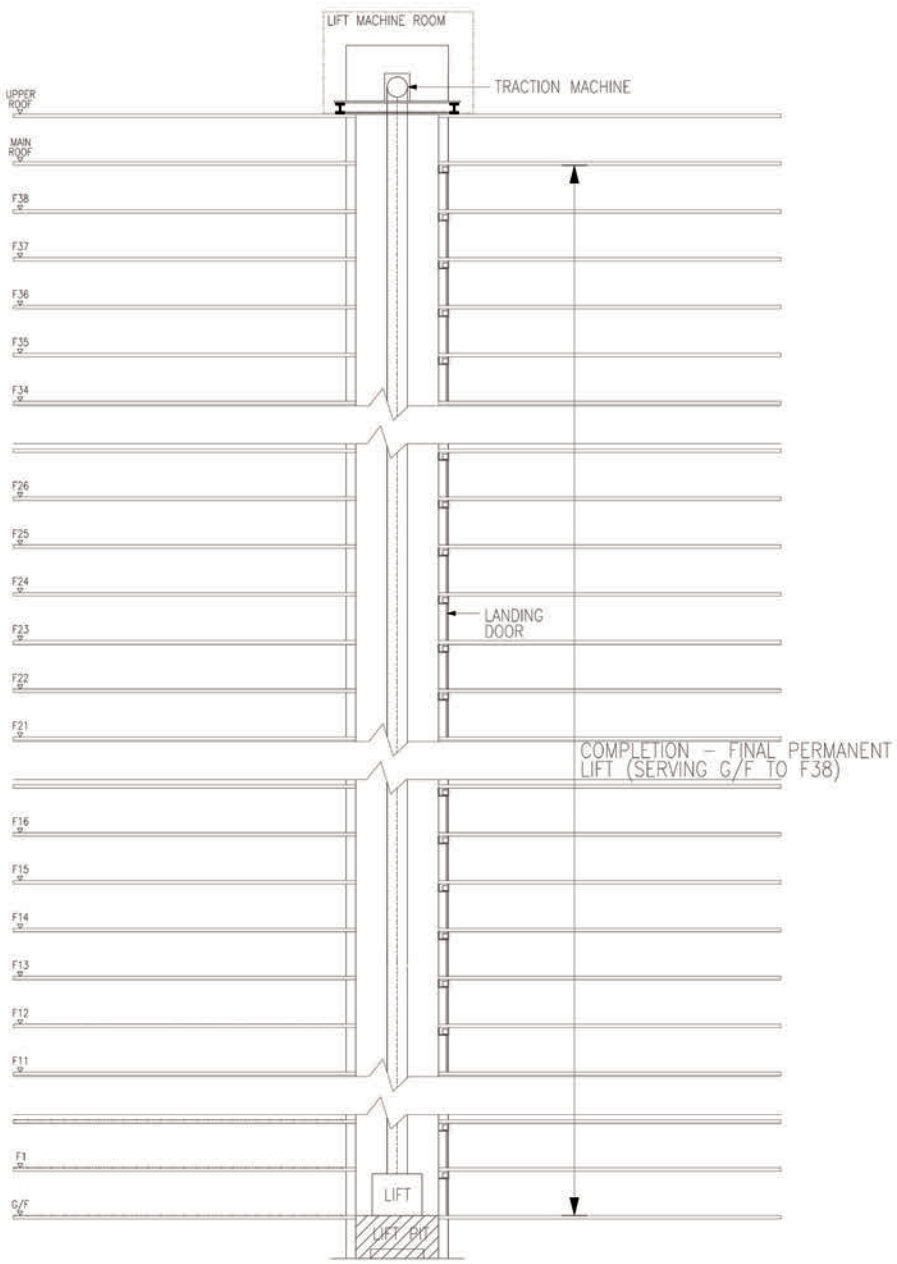 LIFT MACHINE ROOM
TRACTION MACHINE
UPPER
ROOF
MAIN
ROOF
F38
F37
F36
F35
F34
F26
F25
F24
LANDING
DOOR
F23
F22
F21
COMPLETION – FINAL PERMANENT
LIFT (SERVING G/F TO F38)
F16
F15
F14
F13
F12
F11
F1
LIFT
G/F
LIFT PIT